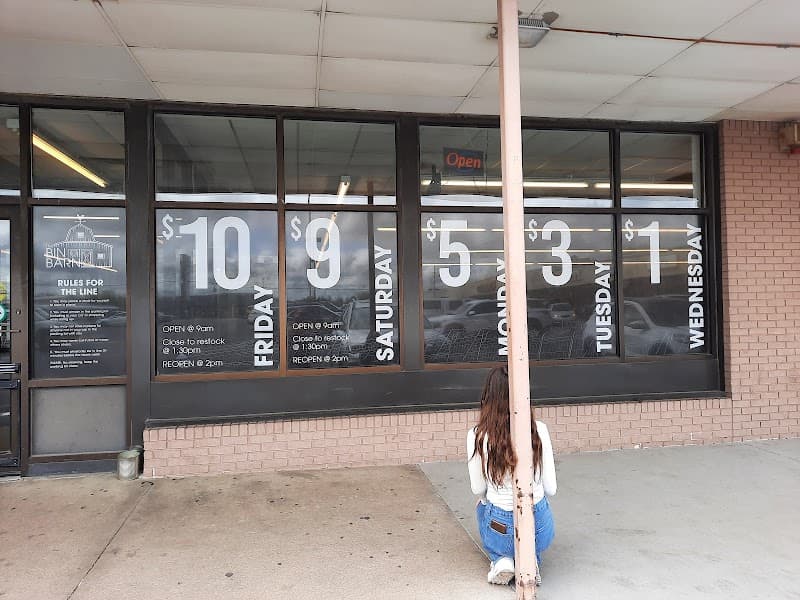 Open
BIN
BARN
RULES FOR
THE LINE
$10
FRIDAY
OPEN @ 9am
Close to restock
@ 1:30pm
REOPEN @ 2pm
$9
SATURDAY
OPEN @ 9am
Close to restock
@ 1:30pm
REOPEN @ 2pm
$5
MONDAY
$3
TUESDAY
$1
WEDNESDAY